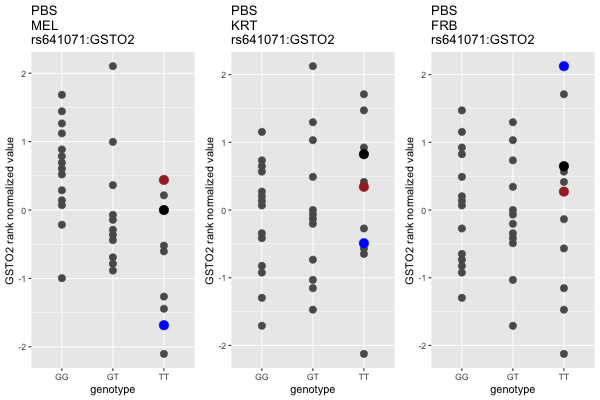 PBS
MEL
rs641071:GSTO2
GSTO2 rank normalized value
2
1
0
-1
-2
GG
GT
TT
genotype
PBS
KRT
rs641071:GSTO2
GSTO2 rank normalized value
2
1
0
-1
-2
GG
GT
TT
genotype
PBS
FRB
rs641071:GSTO2
GSTO2 rank normalized value
2
1
0
-1
-2
GG
GT
TT
genotype